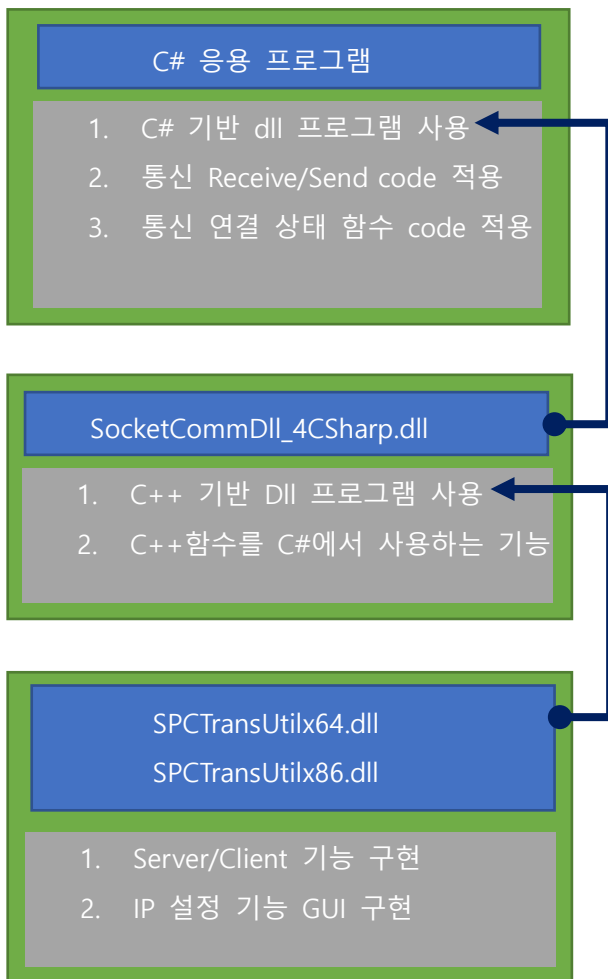 C# 응용 프로그램
1. C# 기반 dll 프로그램 사용
2. 통신 Receive/Send code 적용
3. 통신 연결 상태 함수 code 적용
SocketCommDll_4CSharp.dll
1. C++ 기반 Dll 프로그램 사용
2. C++함수를 C#에서 사용하는 기능
SPCTransUtilx64.dll
SPCTransUtilx86.dll
1. Server/Client 기능 구현
2. IP 설정 기능 GUI 구현